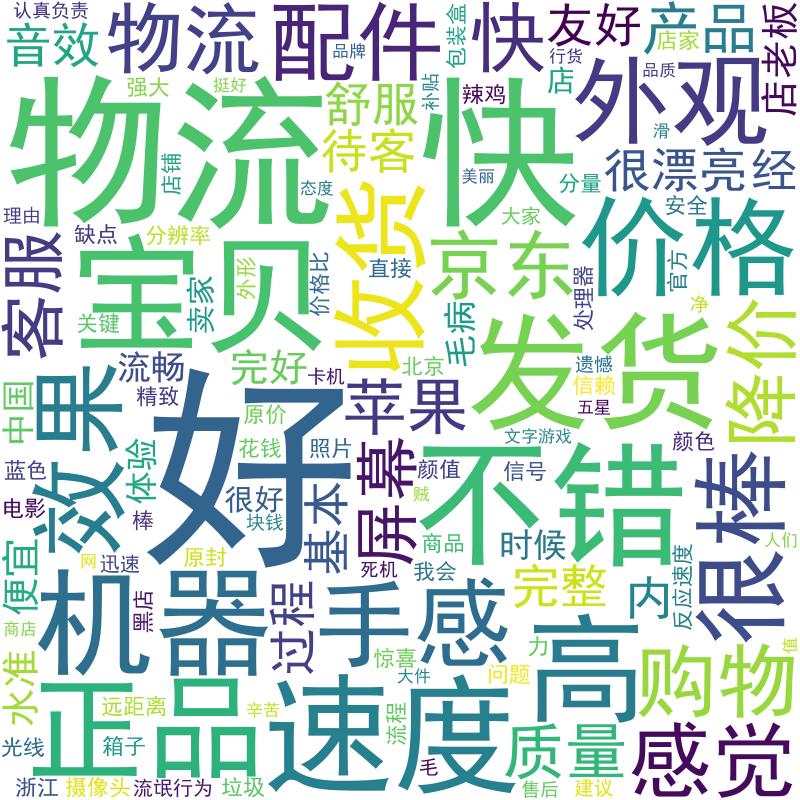 认真负责
物流
配件
品牌
包装盒
快
友好
行货
产品
店家
店老板
音效
强大
挺好
补贴
辣鸡
店
品质
外观
物流
舒服
待客
快
滑
很漂亮
经
店铺
态度
美丽
分量
大家
安全
价格
理由
缺点
分辨率
客服
宝贝
卖家
外形
价格比
收货
直接
京东
处理器
官方
净
关键
毛病
发货
降价
流畅
完好
北京
遗憾
信赖
五星
卡机
精致
中国
果
效
好
原价
花钱
照片
苹果
屏幕
颜值
文字游戏
信号
颜色
不错
很棒
蓝色
电影
体验
棒
很好
块钱
基本
贼
商品
时候
人们
便宜
网
迅速
原封
死机
我会
完整
内
反应速度
机器
黑店
过程
手感
高
商店
水准
惊喜
大件
问题
力
购物
值
正品
远距离
辛苦
速度
流程
质量
感觉
光线
箱子
浙江
摄像头
流氓行为
垃圾
毛
售后
建议